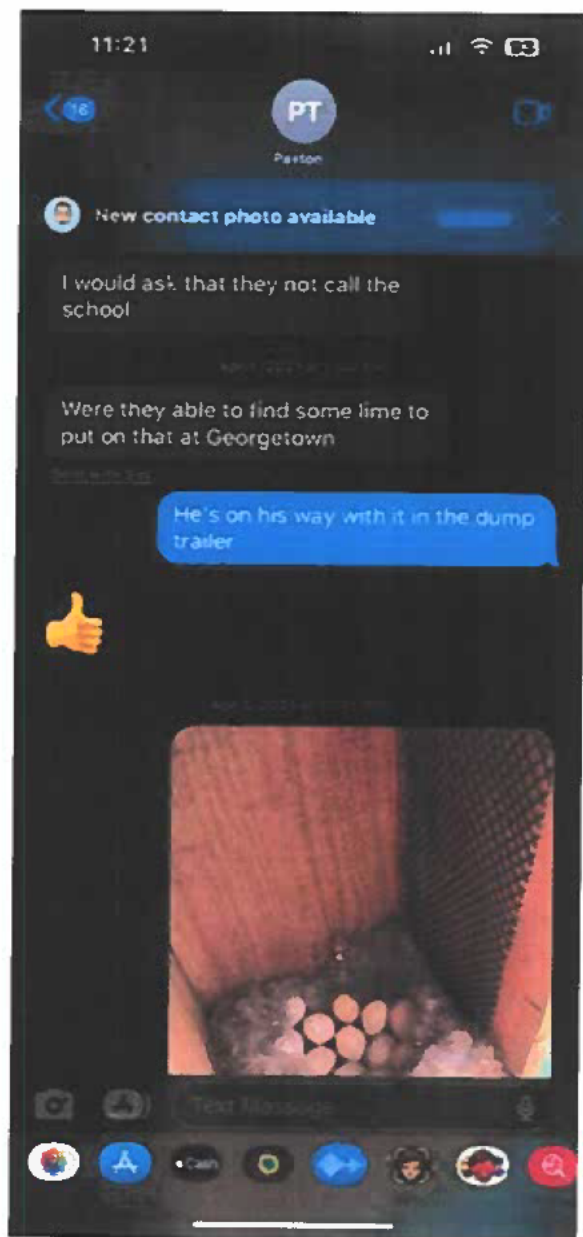 11:21
16
PT
Paxton
New contact photo available
I would ask that they not call the
school
Were they able to find some lime to
put on that at Georgetown
He's on his way with it in the dump
trailer
Text Message
Cash